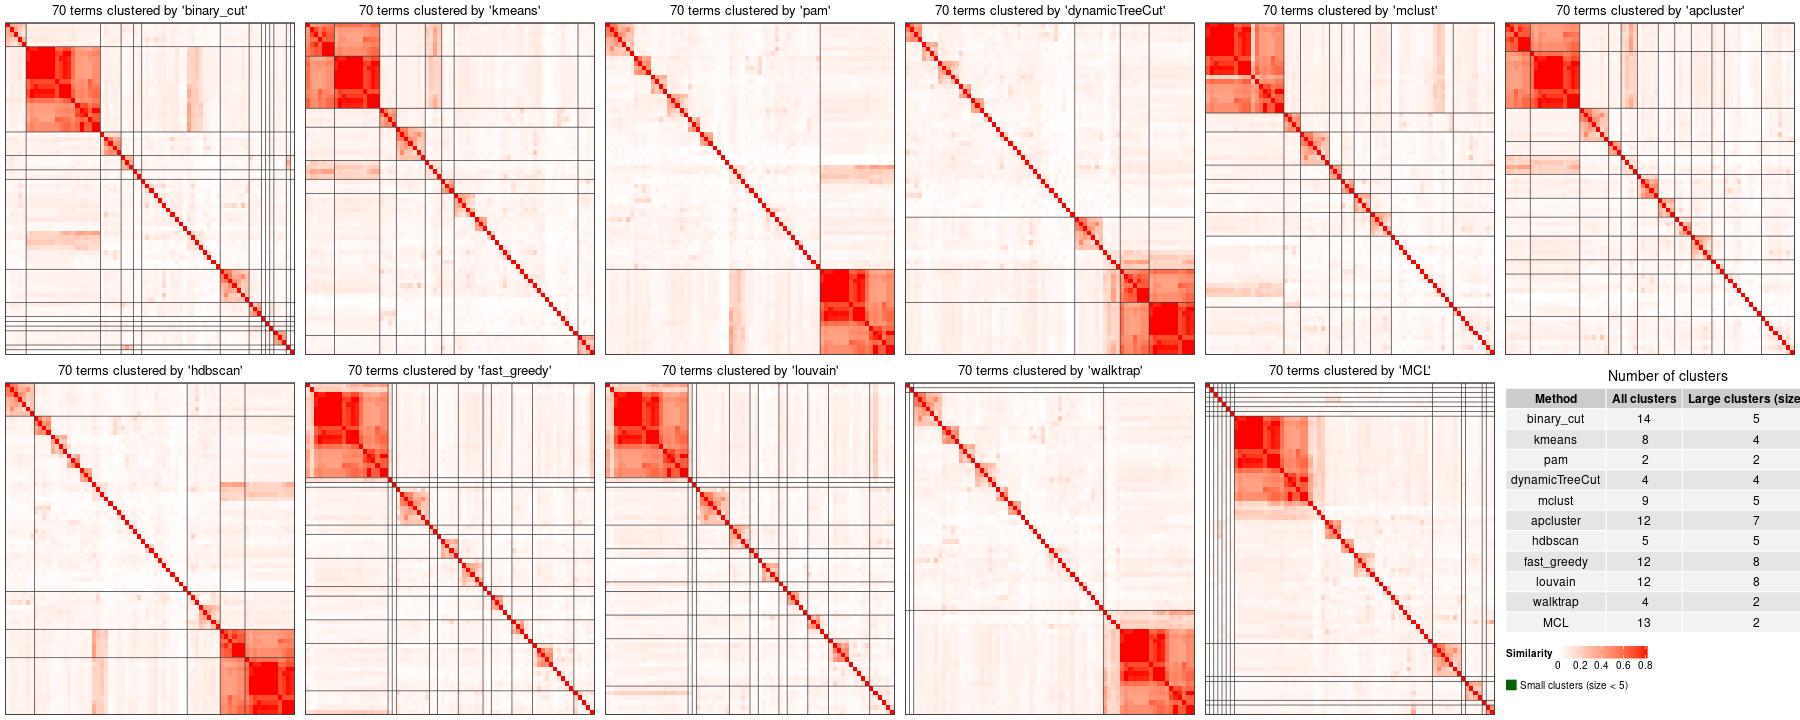 70 terms clustered by 'binary_cut'
70 terms clustered by 'kmeans'
70 terms clustered by 'pam'
70 terms clustered by 'dynamicTreeCut'
70 terms clustered by 'mclust'
70 terms clustered by 'apcluster'
70 terms clustered by 'hdbscan'
70 terms clustered by 'fast_greedy'
70 terms clustered by 'louvain'
70 terms clustered by 'walktrap'
70 terms clustered by 'MCL'
Number of clusters
Method All clusters Large clusters (size
binary_cut 14 5
kmeans 8 4
pam 2 2
dynamicTreeCut 4 4
mclust 9 5
apcluster 12 7
hdbscan 5 5
fast_greedy 12 8
louvain 12 8
walktrap 4 2
MCL 13 2
Similarity
0 0.2 0.4 0.6 0.8
Small clusters (size < 5)